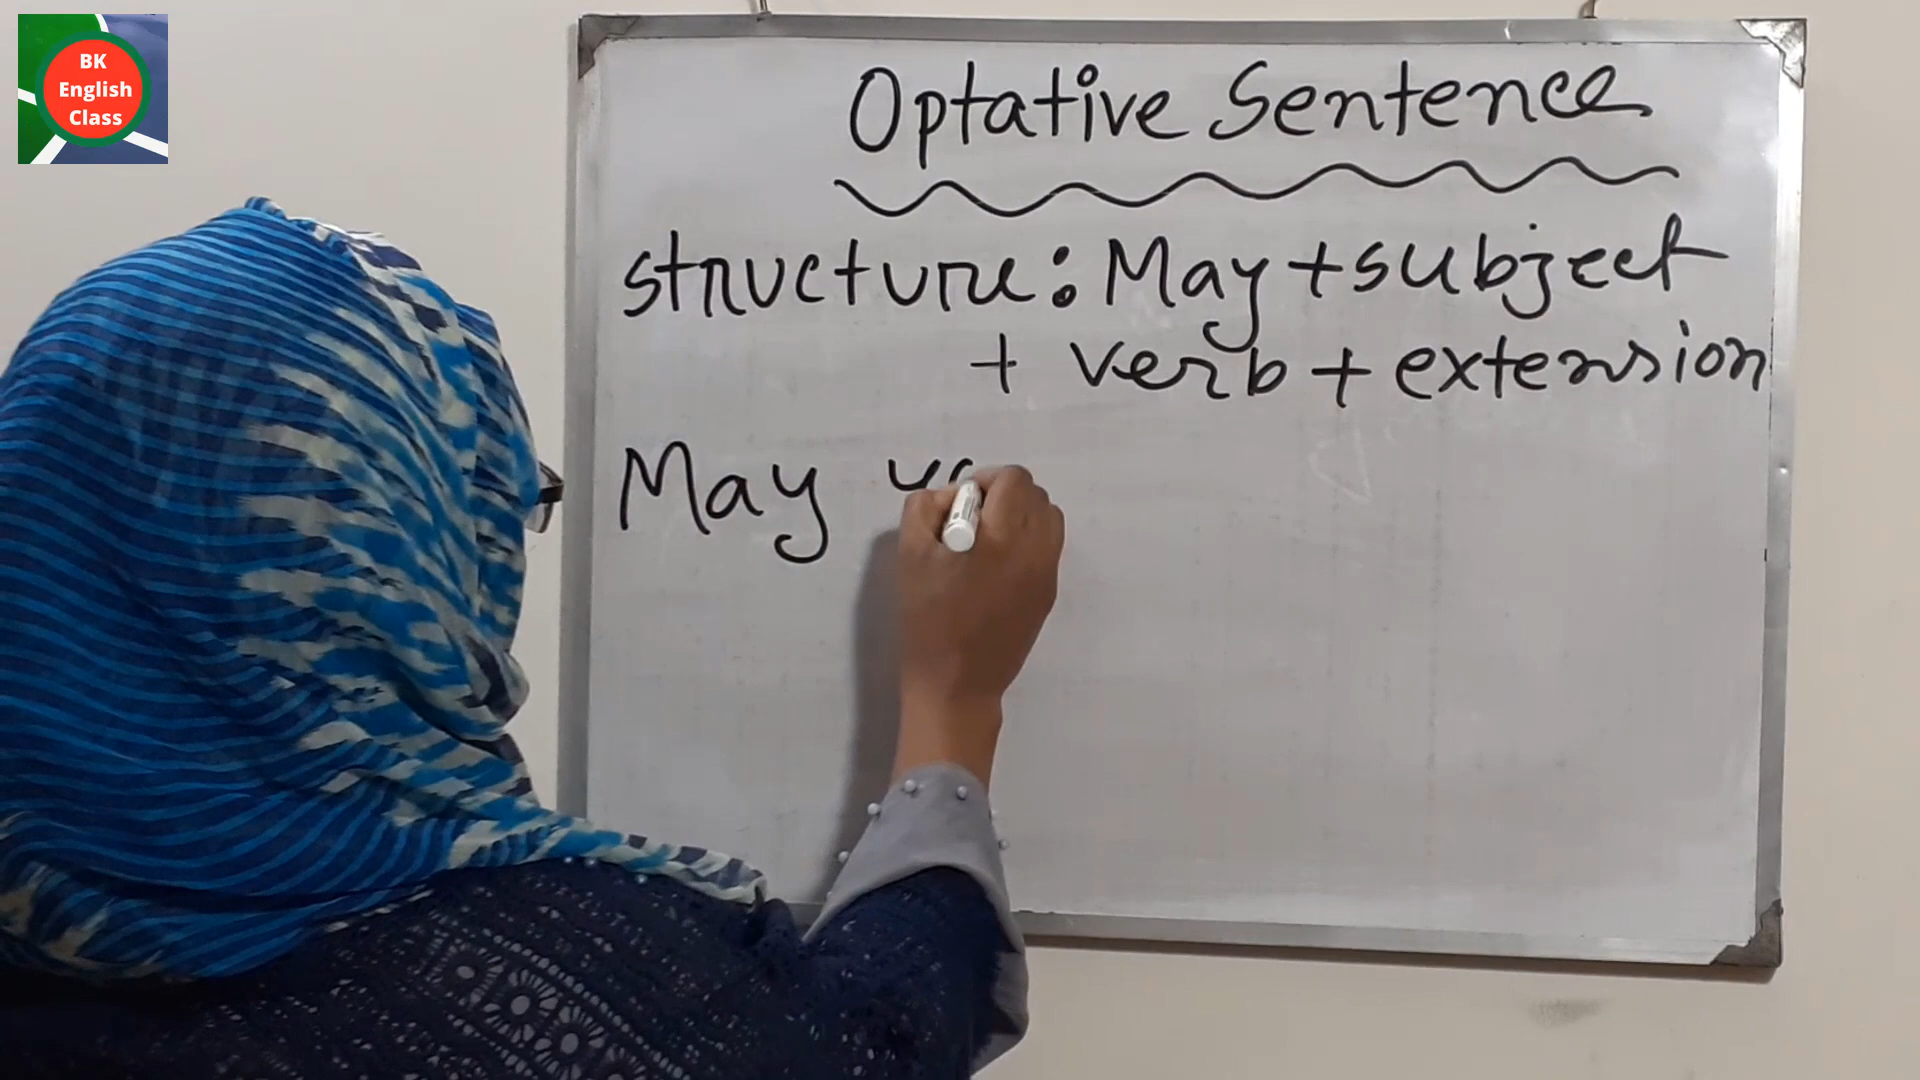 BK
English
Class
Optative Sentence
structure: May + subject
+ verb + extension
May